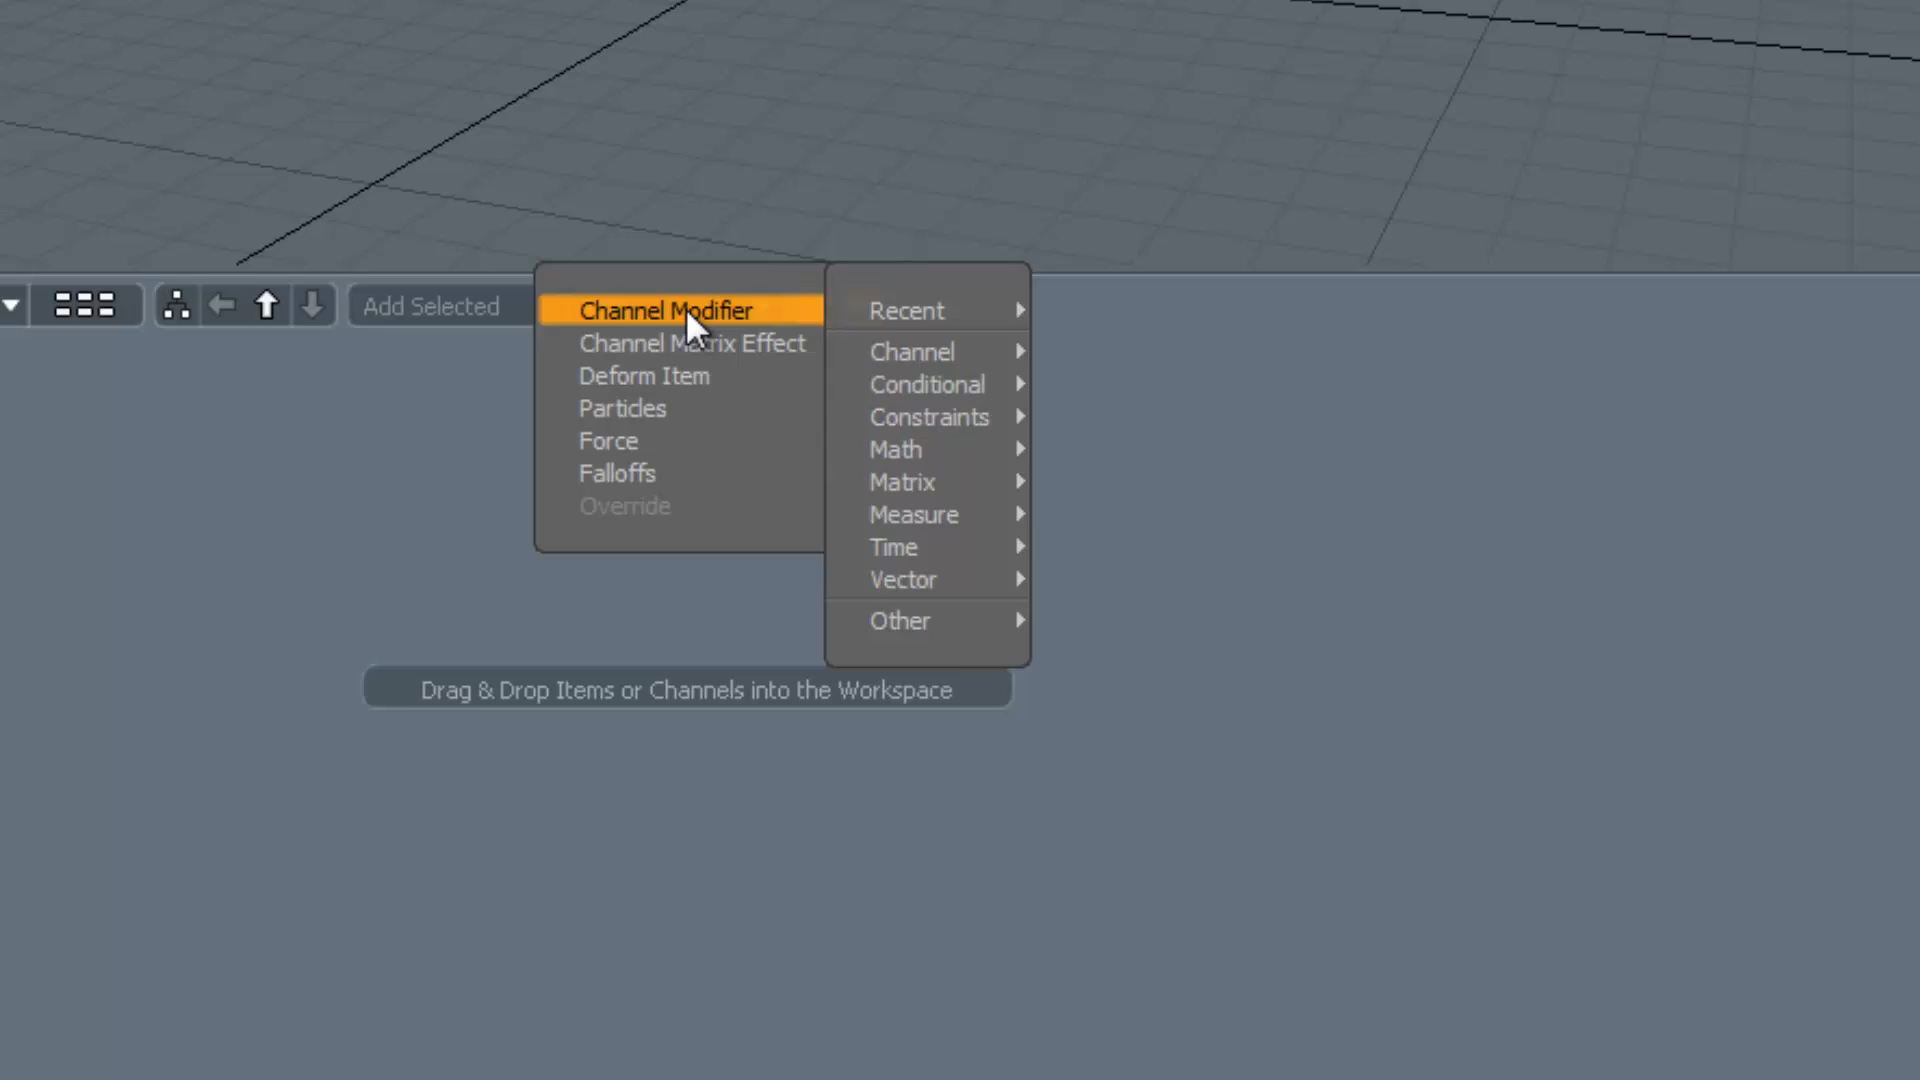 Add Selected
Channel Modifier
Channel Matrix Effect
Deform Item
Particles
Force
Falloffs
Override
Recent
Channel
Conditional
Constraints
Math
Matrix
Measure
Time
Vector
Other
Drag & Drop Items or Channels into the Workspace